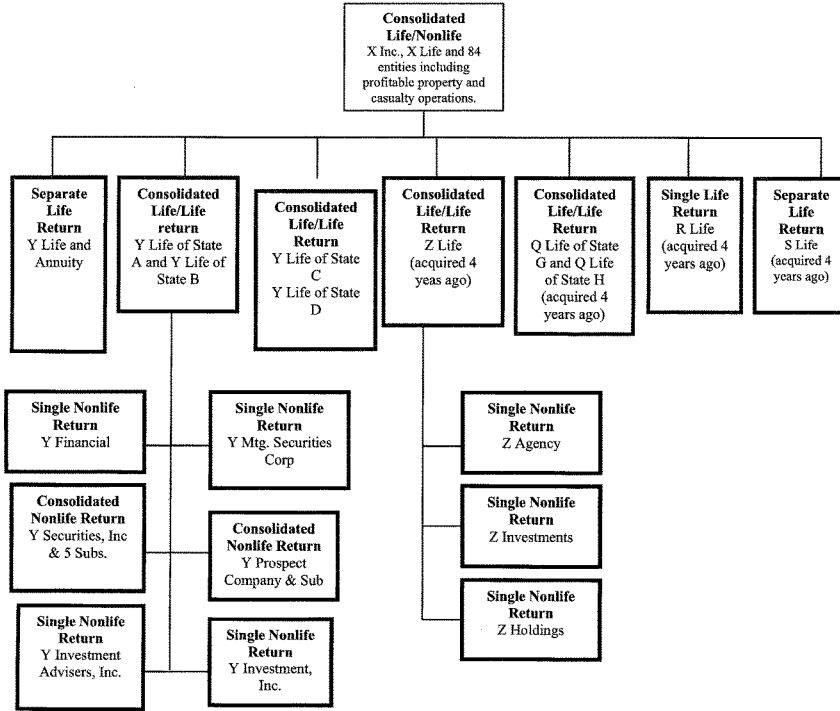 Consolidated
Life/Nonlife
X Inc., X Life and 84
entities including
profitable property and
casualty operations.
Separate
Life
Return
Y Life and
Annuity
Consolidated
Life/Life
return
Y Life of State
A and Y Life of
State B
Consolidated
Life/Life
Return
Y Life of State
C
Y Life of State
D
Consolidated
Life/Life
Return
Z Life
(acquired 4
yeas ago)
Consolidated
Life/Life
Return
Q Life of State
G and Q Life
of State H
(acquired 4
years ago)
Single Life
Return
R Life
(acquired 4
years ago)
Separate
Life
Return
S Life
(acquired 4
years ago)
Single Nonlife
Return
Y Financial
Single Nonlife
Return
Y Mtg. Securities
Corp
Single Nonlife
Return
Z Agency
Consolidated
Nonlife Return
Y Securities, Inc
& 5 Subs.
Consolidated
Nonlife Return
Y Prospect
Company & Sub
Single Nonlife
Return
Z Investments
Single Nonlife
Return
Y Investment
Advisers, Inc.
Single Nonlife
Return
Y Investment,
Inc.
Single Nonlife
Return
Z Holdings